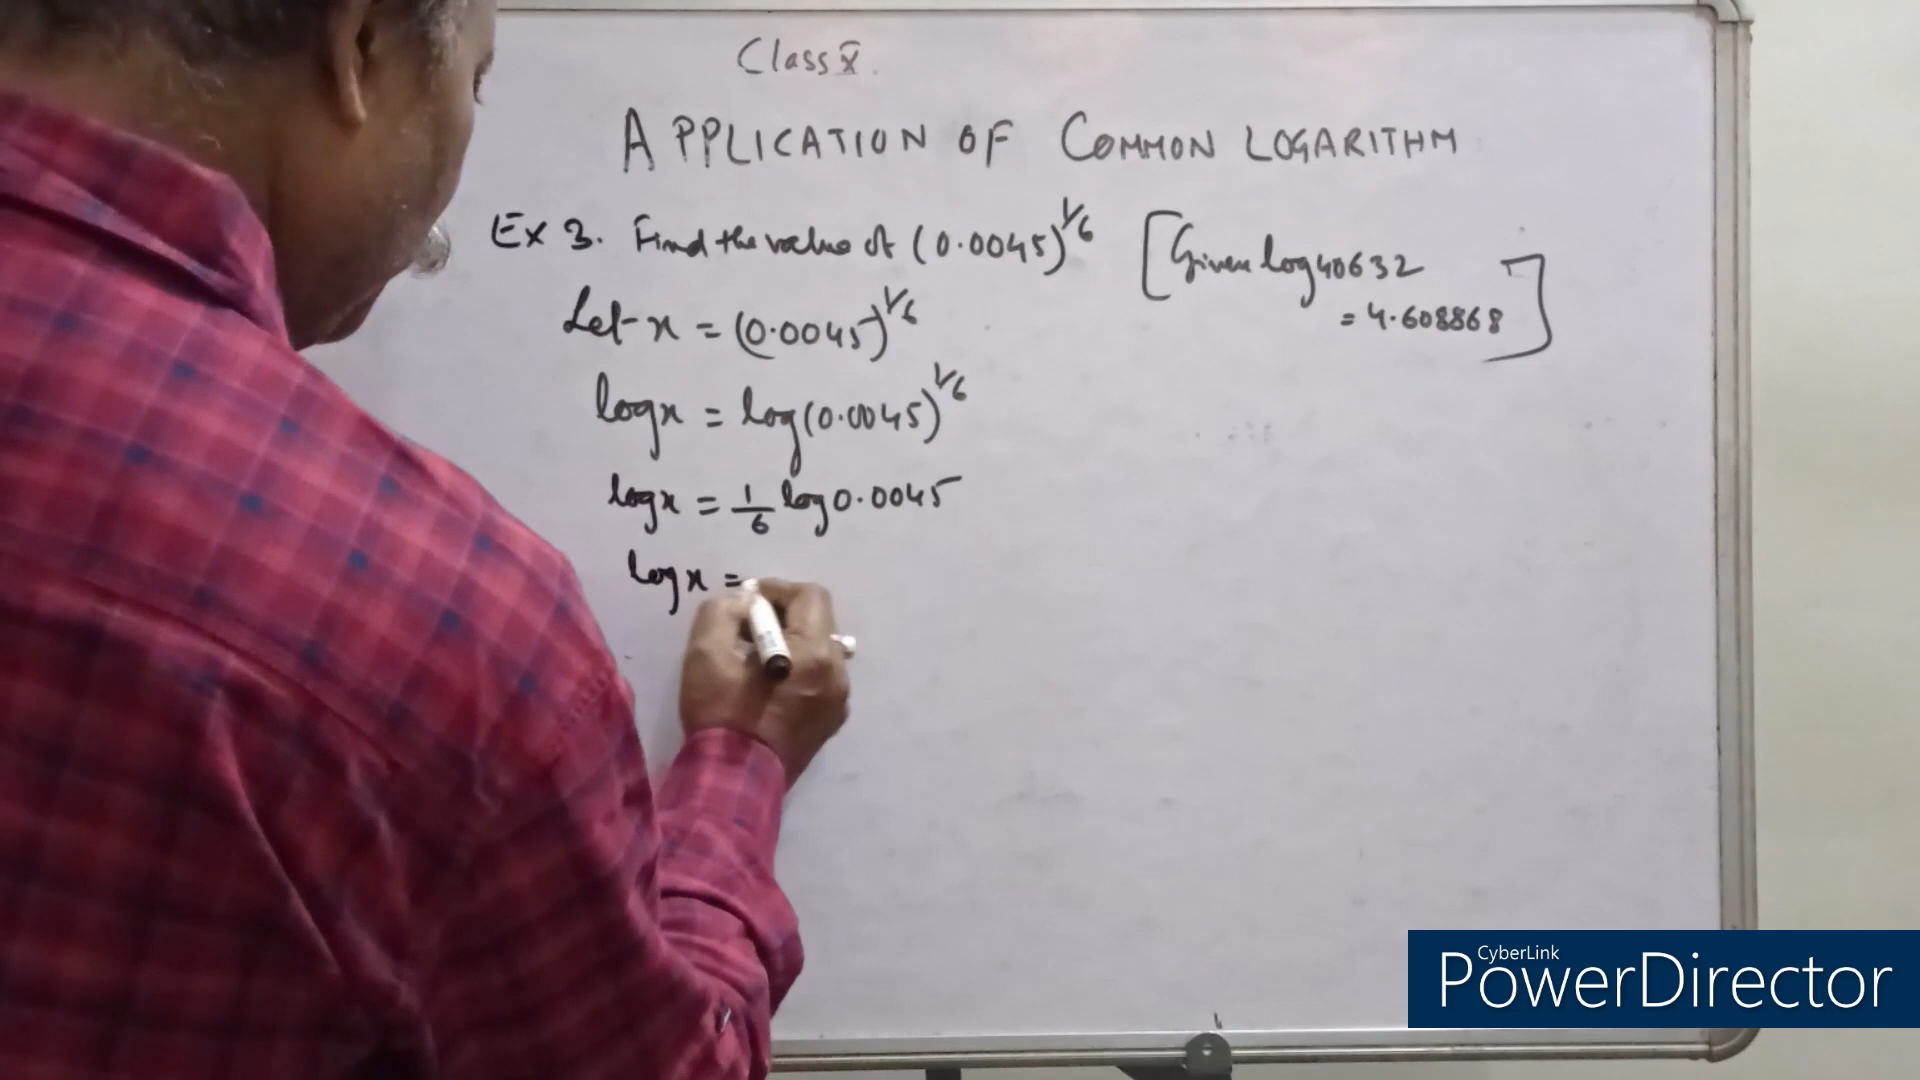 Class X.
APPLICATION OF COMMON LOGARITHM
Ex 3. Find the value of (0.0045)^1/6 [Given log 40632
= 4.608868]
Let x = (0.0045)^1/6
log x = log (0.0045)^1/6
log x = 1/6 log 0.0045
log x =
CyberLink
PowerDirector